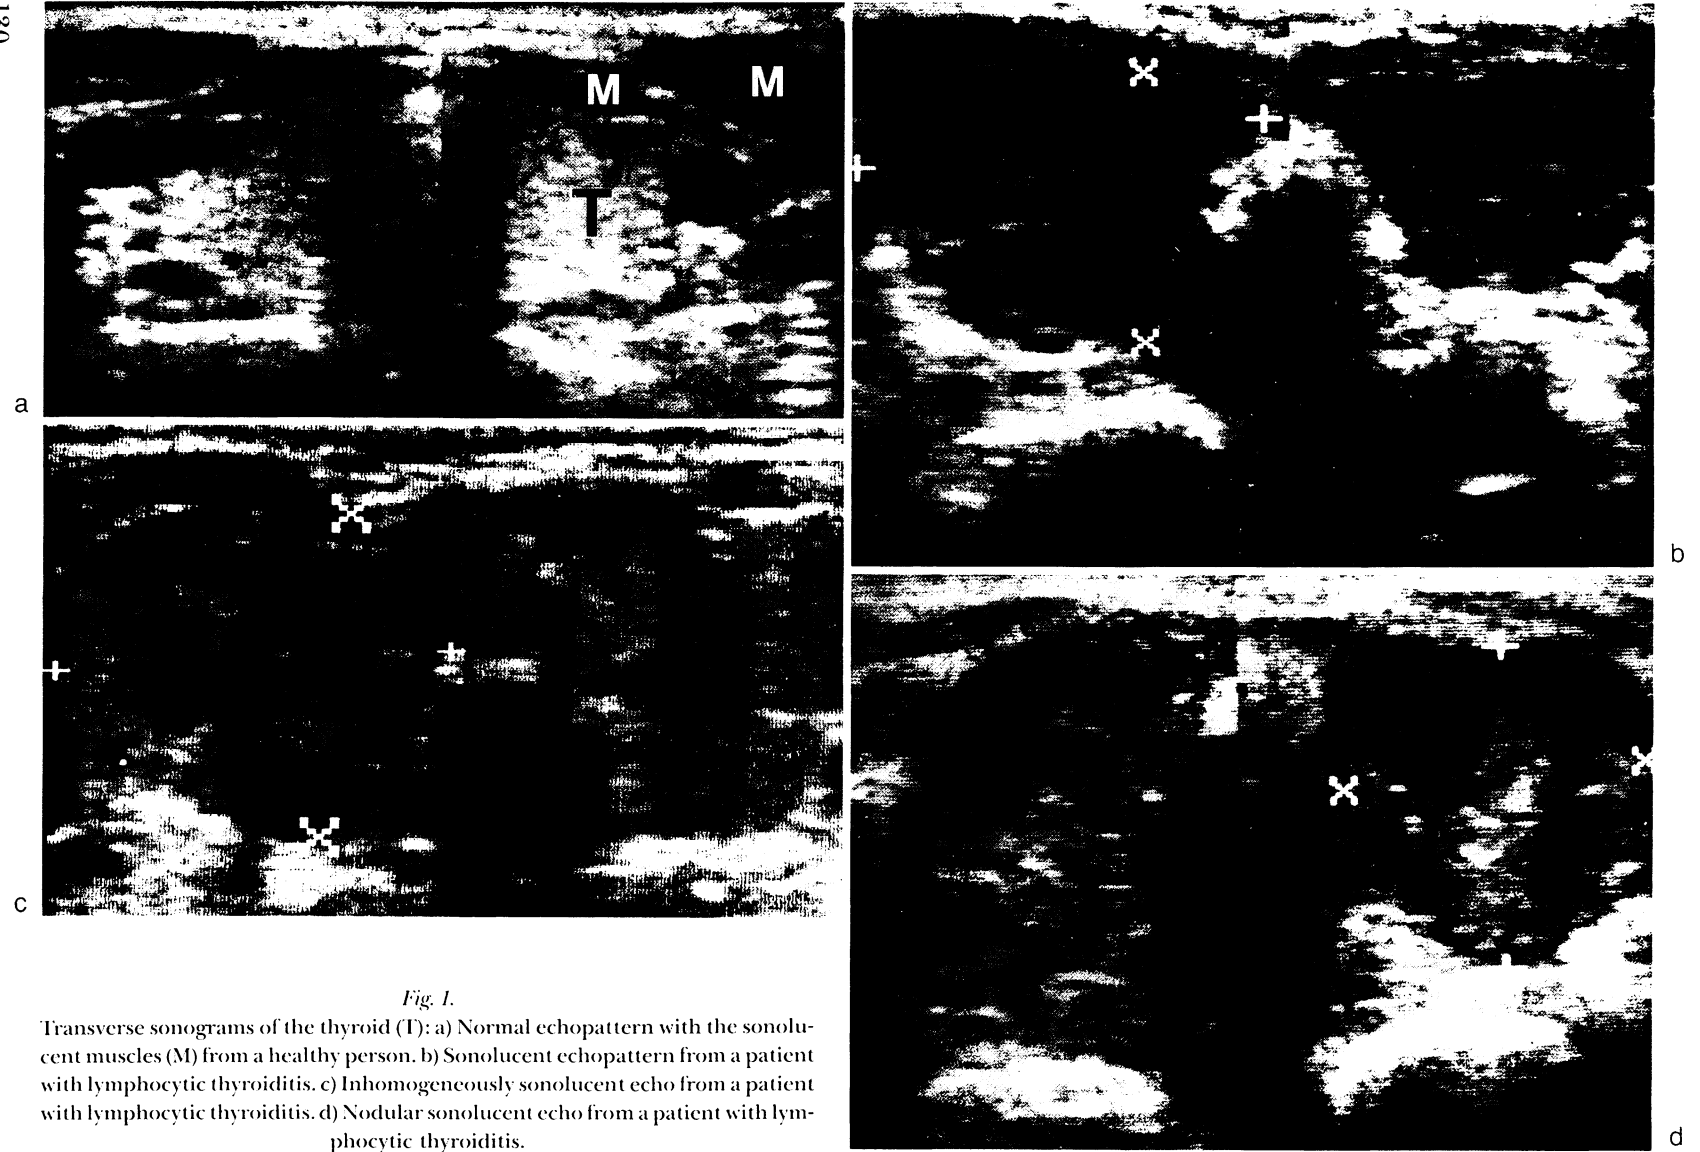 M
M
T
a
b
c
d
Fig. 1.
Transverse sonograms of the thyroid (T): a) Normal echopattern with the sonolu-
cent muscles (M) from a healthy person. b) Sonolucent echopattern from a patient
with lymphocytic thyroiditis. c) Inhomogeneously sonolucent echo from a patient
with lymphocytic thyroiditis. d) Nodular sonolucent echo from a patient with lym-
phocytic thyroiditis.